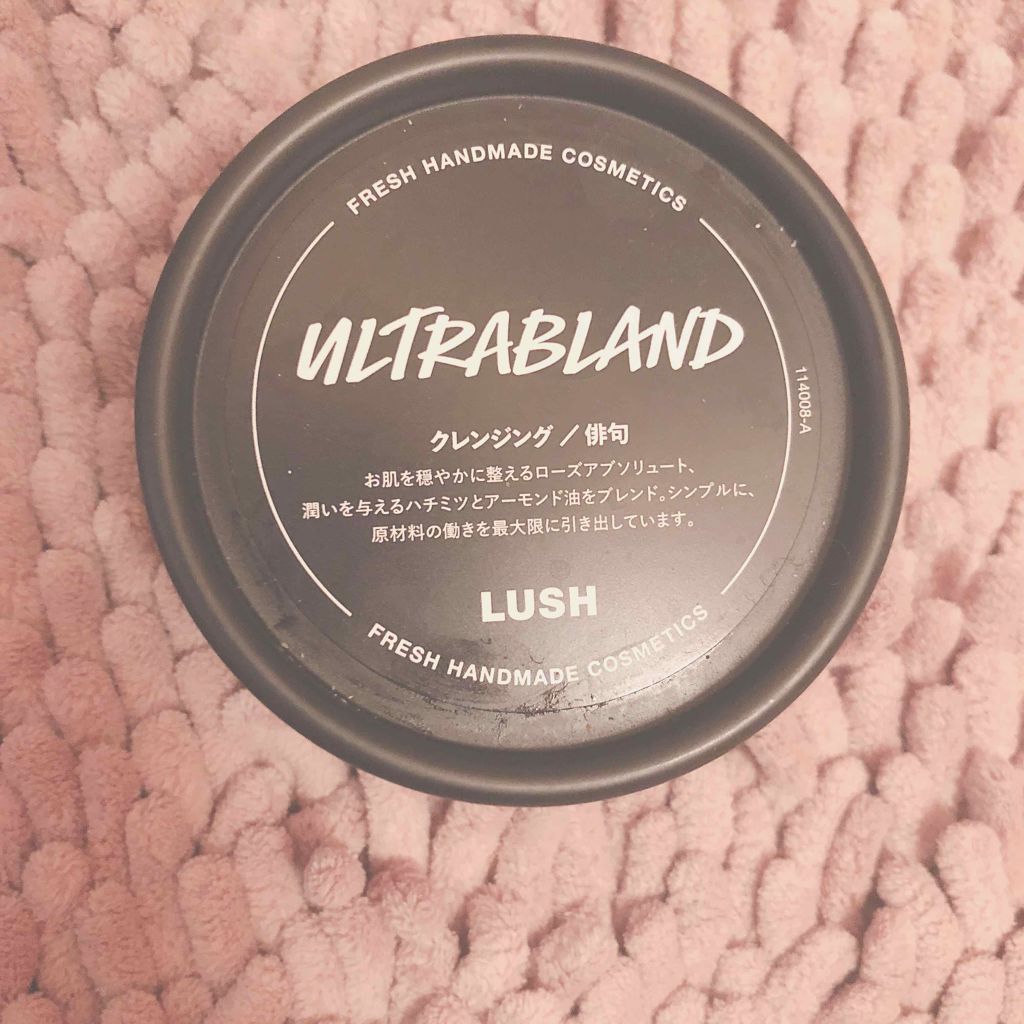 FRESH HANDMADE COSMETICS
ULTRABLAND
114008-A
クレンジング / 俳句
お肌を穏やかに整えるローズアブソリュート、
潤いを与えるハチミツとアーモンド油をブレンド。シンプルに、
原材料の働きを最大限に引き出しています。
LUSH
FRESH HANDMADE COSMETICS